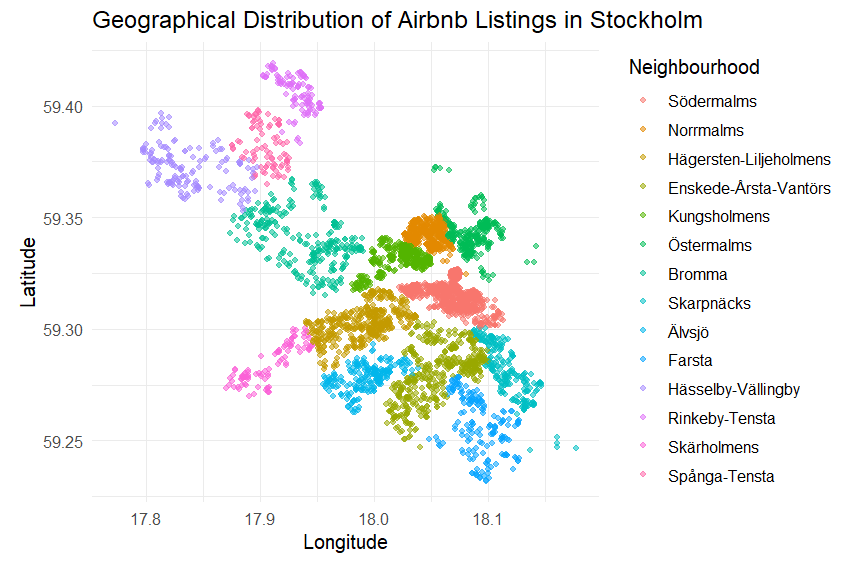 Geographical Distribution of Airbnb Listings in Stockholm
Neighbourhood
Södermalms
Norrmalms
Hägersten-Liljeholmens
Enskede-Årsta-Vantörs
Kungsholmens
Östermalms
Bromma
Skarpnäcks
Älvsjö
Farsta
Hässelby-Vällingby
Rinkeby-Tensta
Skärholmens
Spånga-Tensta
Latitude
59.40
59.35
59.30
59.25
17.8 17.9 18.0 18.1
Longitude